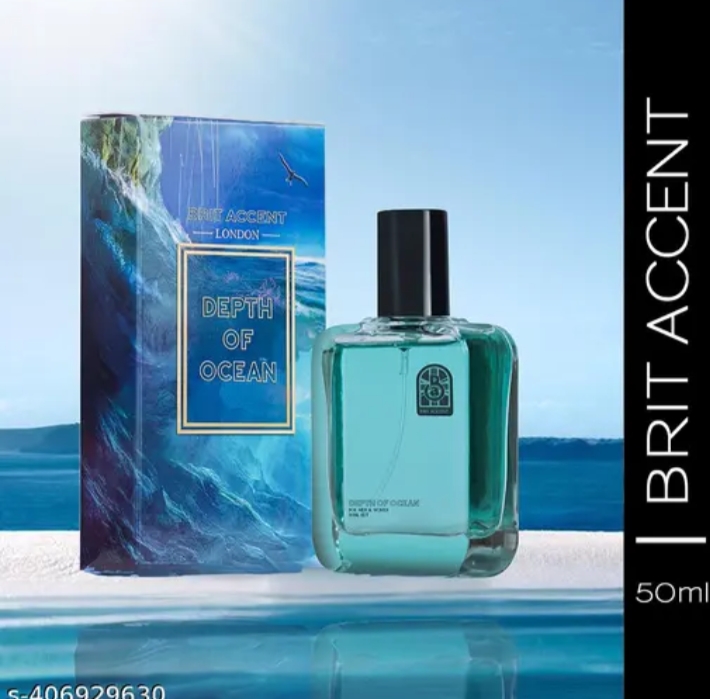 BRIT ACCENT
LONDON
DEPTH
OF
OCEAN
DEPTH OF OCEAN
BRIT ACCENT
50ml
s-406929630